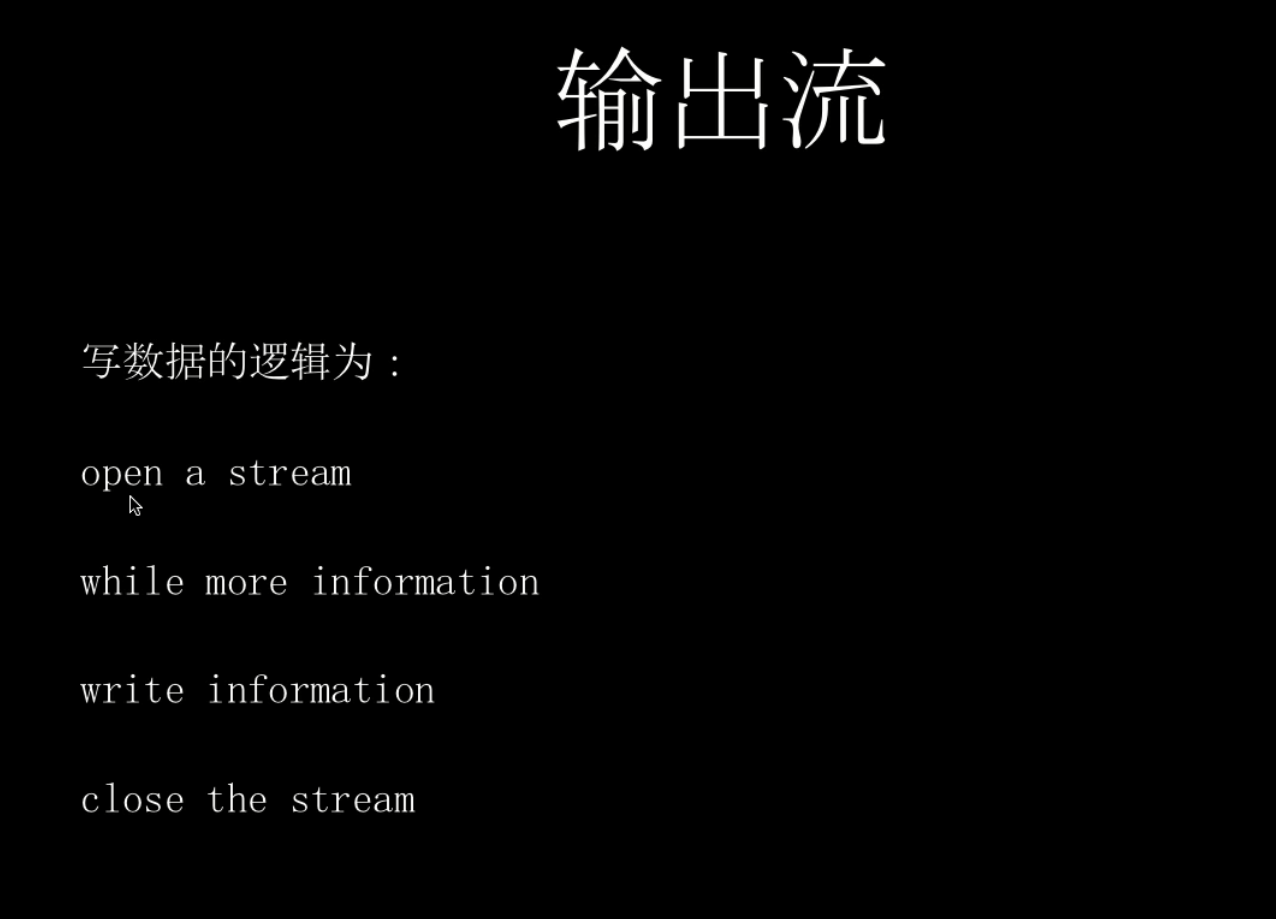 输出流
写数据的逻辑为：
open a stream
while more information
write information
close the stream